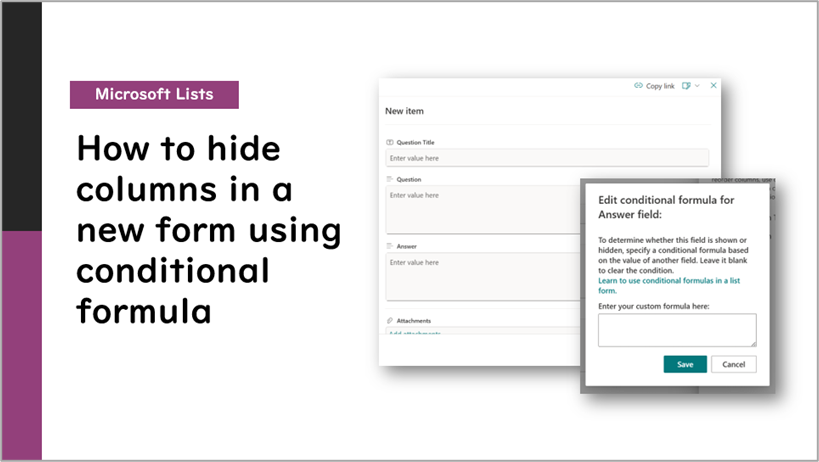 Microsoft Lists
How to hide
columns in a
new form using
conditional
formula
Copy link
New item
Question Title
Enter value here
Question
Enter value here
Answer
Enter value here
Attachments
Add attachments
Edit conditional formula for
Answer field:
To determine whether this field is shown or
hidden, specify a conditional formula based
on the value of another field. Leave it blank
to clear the condition.
Learn to use conditional formulas in a list
form.
Enter your custom formula here:
Save
Cancel